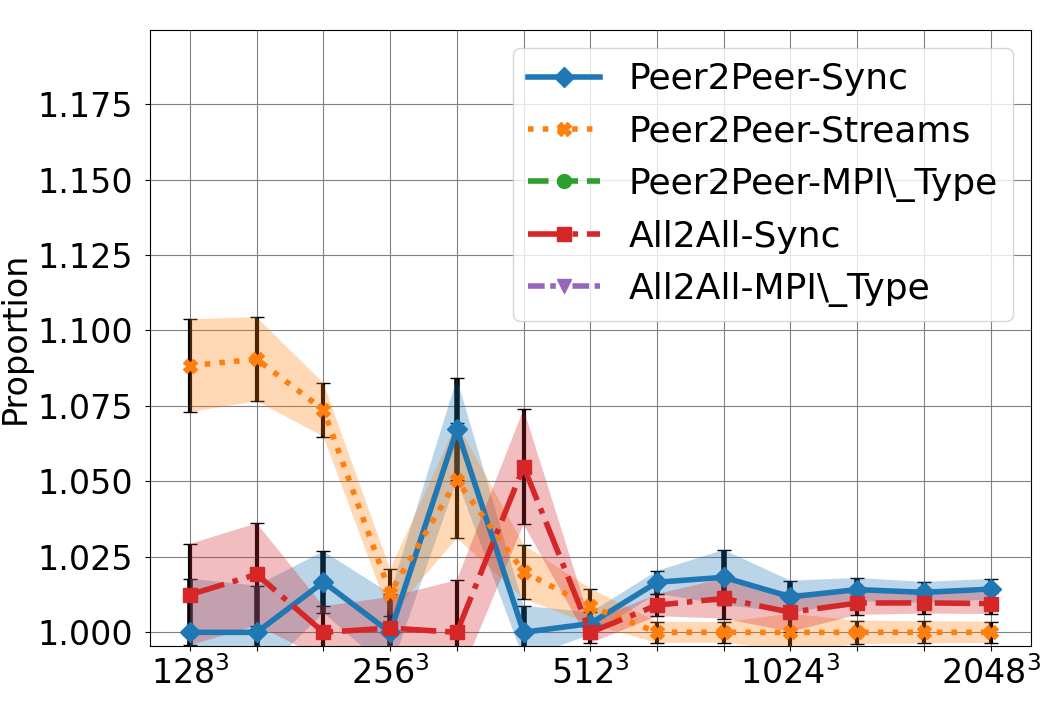 Proportion
1.175
1.150
1.125
1.100
1.075
1.050
1.025
1.000
128³
256³
512³
1024³
2048³
Peer2Peer-Sync
Peer2Peer-Streams
Peer2Peer-MPI\_Type
All2All-Sync
All2All-MPI\_Type